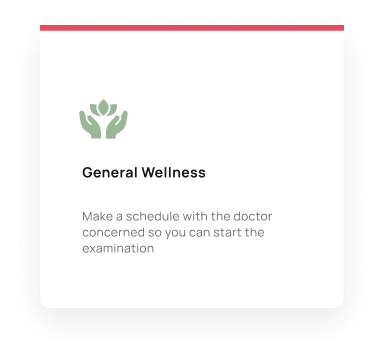 General Wellness
Make a schedule with the doctor
concerned so you can start the
examination